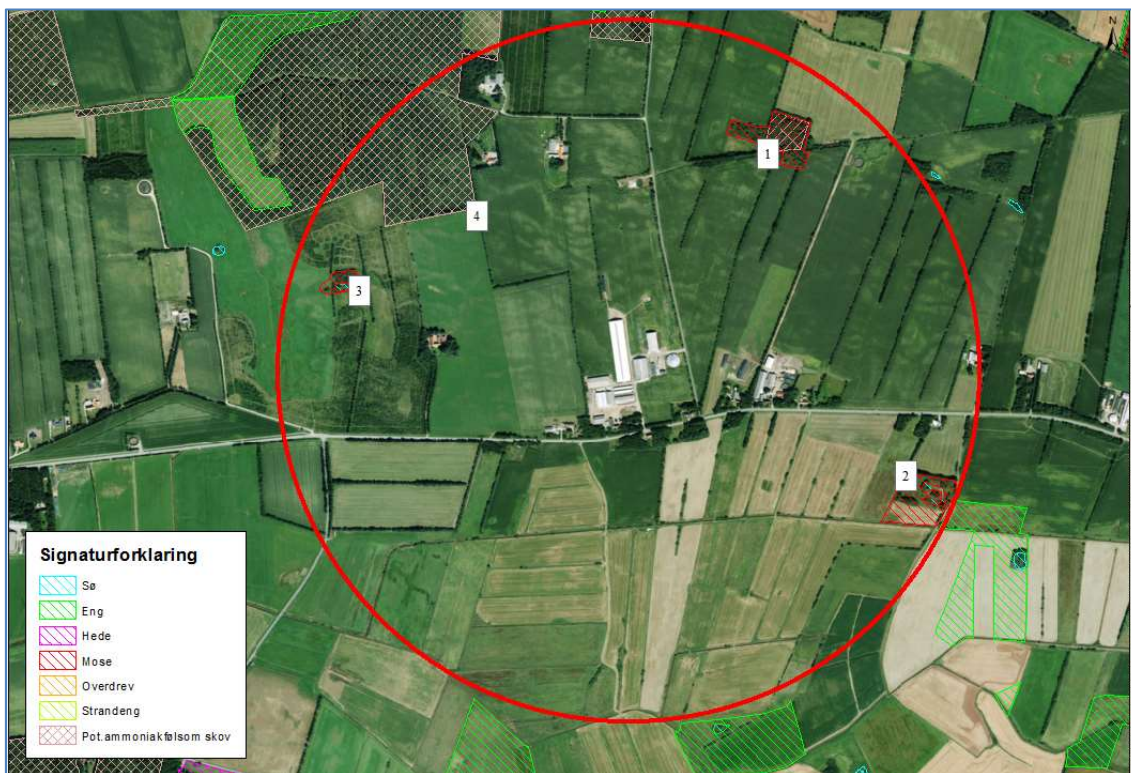 N
1
4
3
2
Signaturforklaring
Sø
Eng
Hede
Mose
Overdrev
Strandeng
Pot.ammoniakfølsom skov